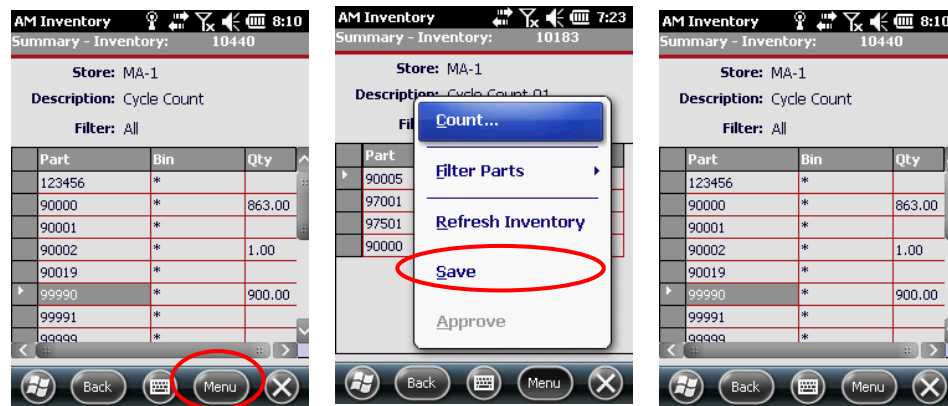 AM Inventory 8:10
Summary - Inventory: 10440
Store: MA-1
Description: Cycle Count
Filter: All
Part Bin Qty
123456 *
90000 * 863.00
90001 *
90002 * 1.00
90019 *
99990 * 900.00
99991 *
99999 *
Back Menu
AM Inventory 7:23
Summary - Inventory: 10183
Store: MA-1
Description: Cycle Count 01
Fil
Part
90005
97001
97501
90000
Count...
Filter Parts
Refresh Inventory
Save
Approve
Back Menu
AM Inventory 8:10
Summary - Inventory: 10440
Store: MA-1
Description: Cycle Count
Filter: All
Part Bin Qty
123456 *
90000 * 863.00
90001 *
90002 * 1.00
90019 *
99990 * 900.00
99991 *
99999 *
Back Menu